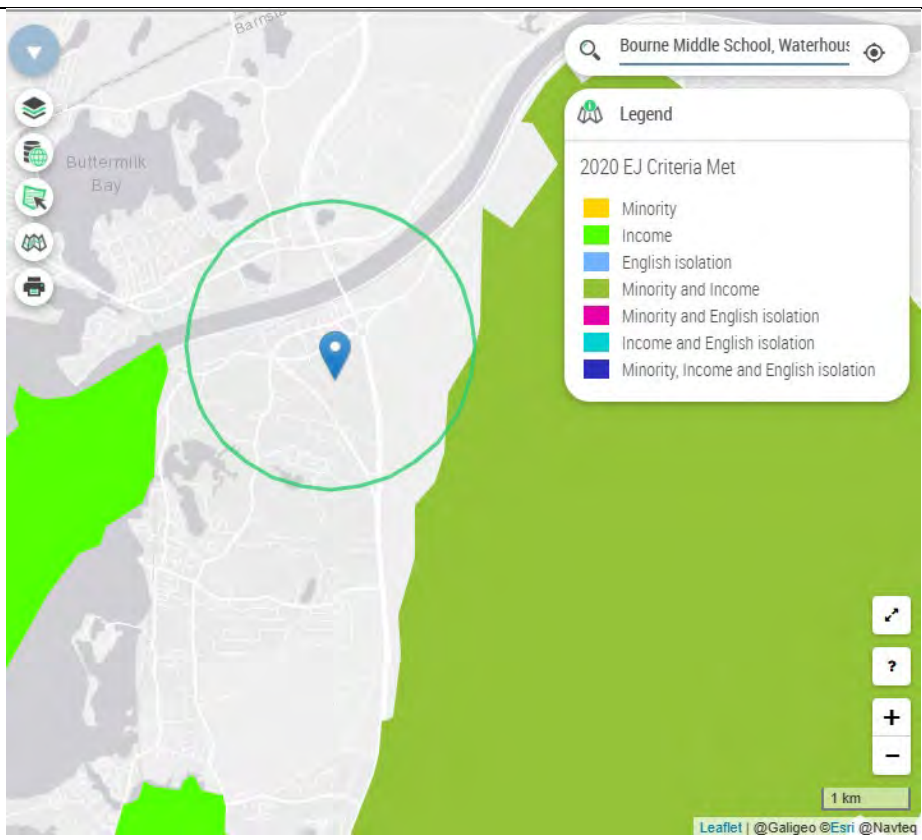 Barnsta
Bourne Middle School, Waterhous
Legend
2020 EJ Criteria Met
Minority
Income
English isolation
Minority and Income
Minority and English isolation
Income and English isolation
Minority, Income and English isolation
Buttermilk
Bay
?
+
−
1 km
Leaflet | @Galigeo ©Esri @Navteq